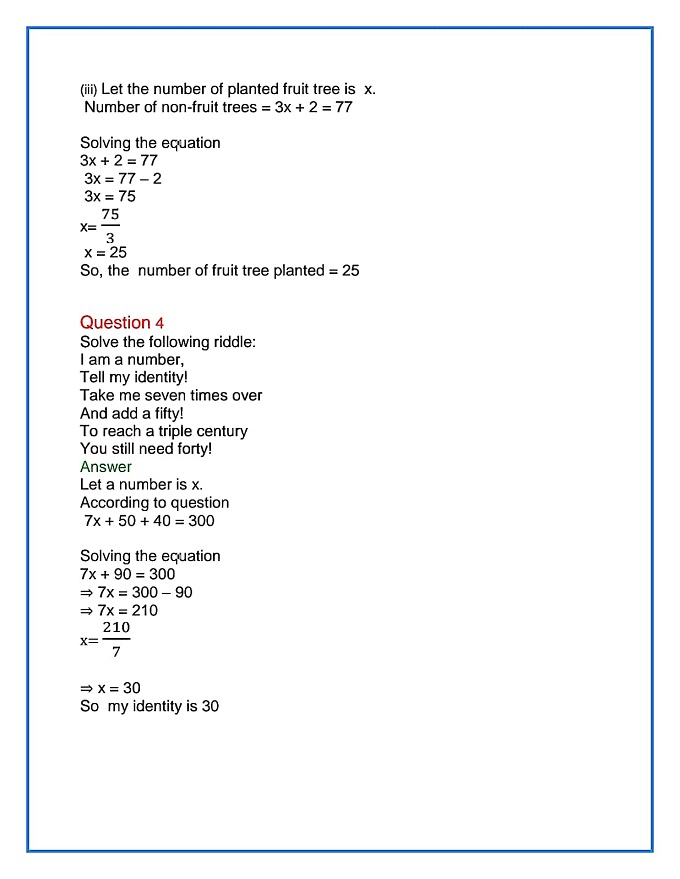 (iii) Let the number of planted fruit tree is x.
Number of non-fruit trees = 3x + 2 = 77
Solving the equation
3x + 2 = 77
3x = 77 – 2
3x = 75
x= 75/3
x = 25
So, the number of fruit tree planted = 25
Question 4
Solve the following riddle:
I am a number,
Tell my identity!
Take me seven times over
And add a fifty!
To reach a triple century
You still need forty!
Answer
Let a number is x.
According to question
7x + 50 + 40 = 300
Solving the equation
7x + 90 = 300
⇒ 7x = 300 – 90
⇒ 7x = 210
x= 210/7
⇒ x = 30
So my identity is 30